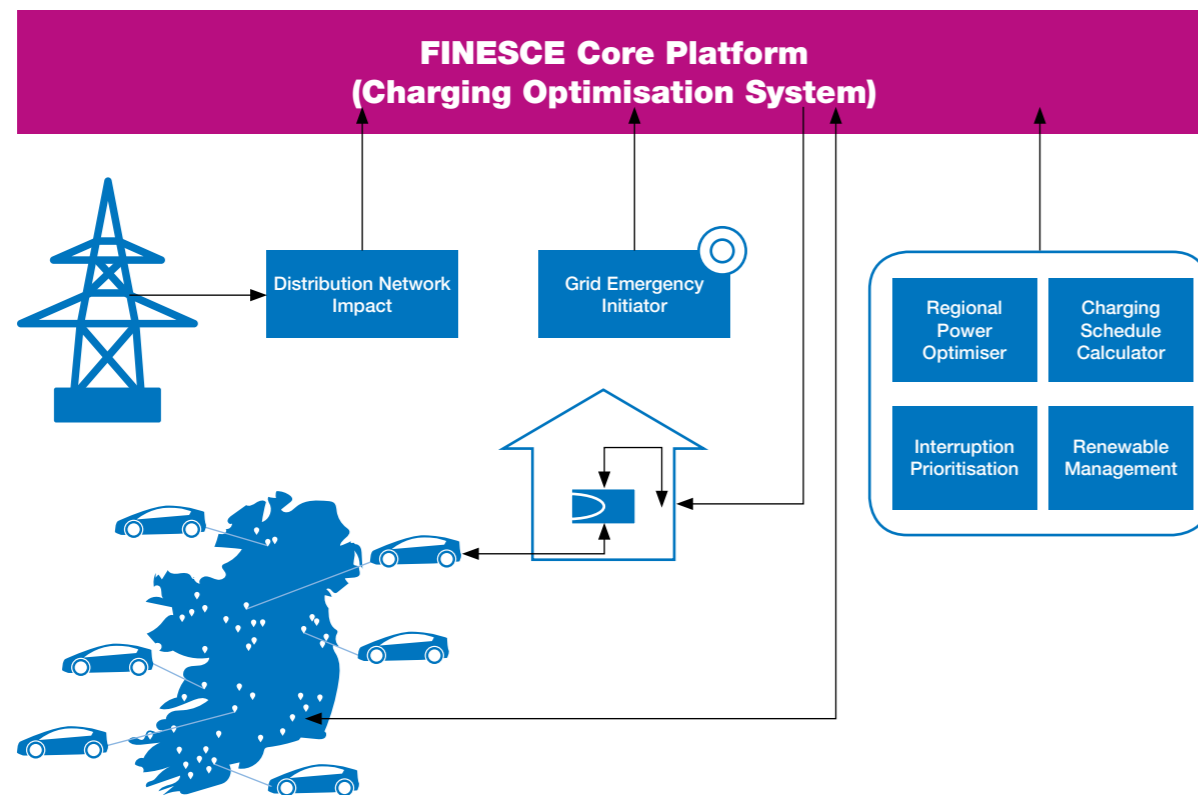 FINESCE Core Platform
(Charging Optimisation System)
Distribution Network
Impact
Grid Emergency
Initiator
Regional
Power
Optimiser
Charging
Schedule
Calculator
Interruption
Prioritisation
Renewable
Management